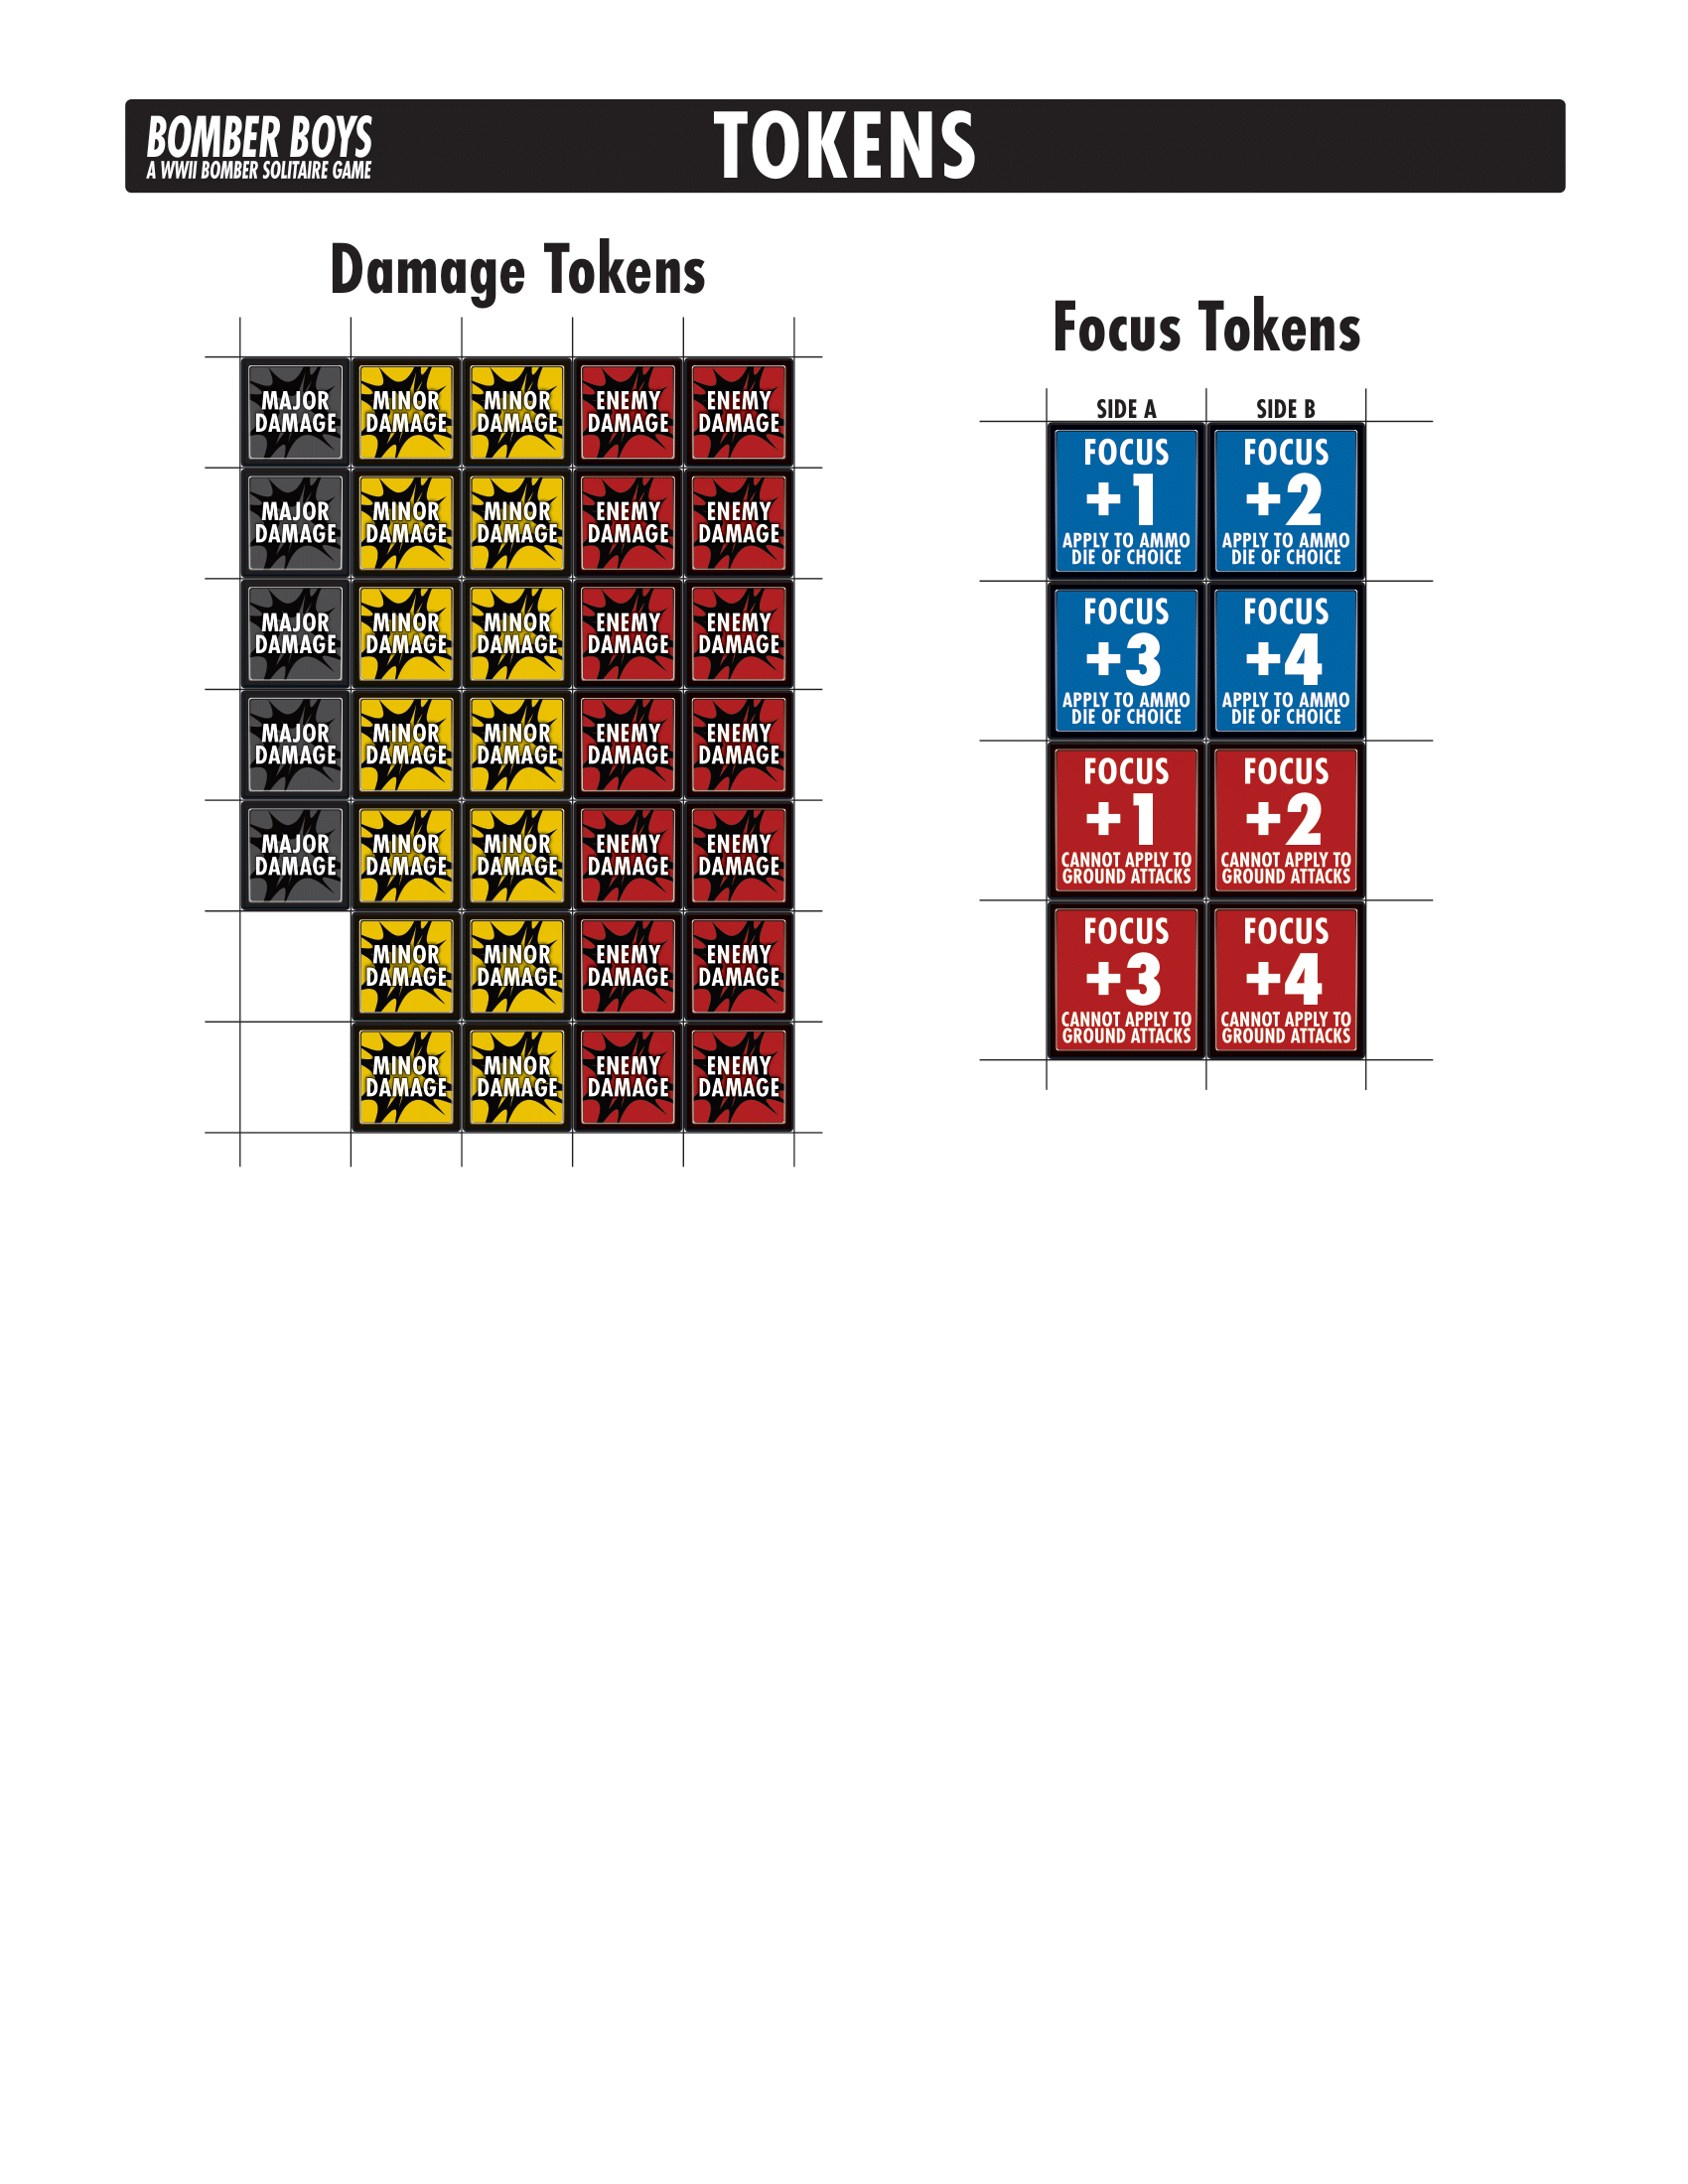 BOMBER BOYS
A WWII BOMBER SOLITAIRE GAME
TOKENS
Damage Tokens
MAJOR MINOR MINOR ENEMY ENEMY
DAMAGE DAMAGE DAMAGE DAMAGE DAMAGE
MAJOR MINOR MINOR ENEMY ENEMY
DAMAGE DAMAGE DAMAGE DAMAGE DAMAGE
MAJOR MINOR MINOR ENEMY ENEMY
DAMAGE DAMAGE DAMAGE DAMAGE DAMAGE
MAJOR MINOR MINOR ENEMY ENEMY
DAMAGE DAMAGE DAMAGE DAMAGE DAMAGE
MAJOR MINOR MINOR ENEMY ENEMY
DAMAGE DAMAGE DAMAGE DAMAGE DAMAGE
MINOR MINOR ENEMY ENEMY
DAMAGE DAMAGE DAMAGE DAMAGE
MINOR MINOR ENEMY ENEMY
DAMAGE DAMAGE DAMAGE DAMAGE
Focus Tokens
SIDE A SIDE B
FOCUS FOCUS
+1 +2
APPLY TO AMMO APPLY TO AMMO
DIE OF CHOICE DIE OF CHOICE
FOCUS FOCUS
+3 +4
APPLY TO AMMO APPLY TO AMMO
DIE OF CHOICE DIE OF CHOICE
FOCUS FOCUS
+1 +2
CANNOT APPLY TO CANNOT APPLY TO
GROUND ATTACKS GROUND ATTACKS
FOCUS FOCUS
+3 +4
CANNOT APPLY TO CANNOT APPLY TO
GROUND ATTACKS GROUND ATTACKS